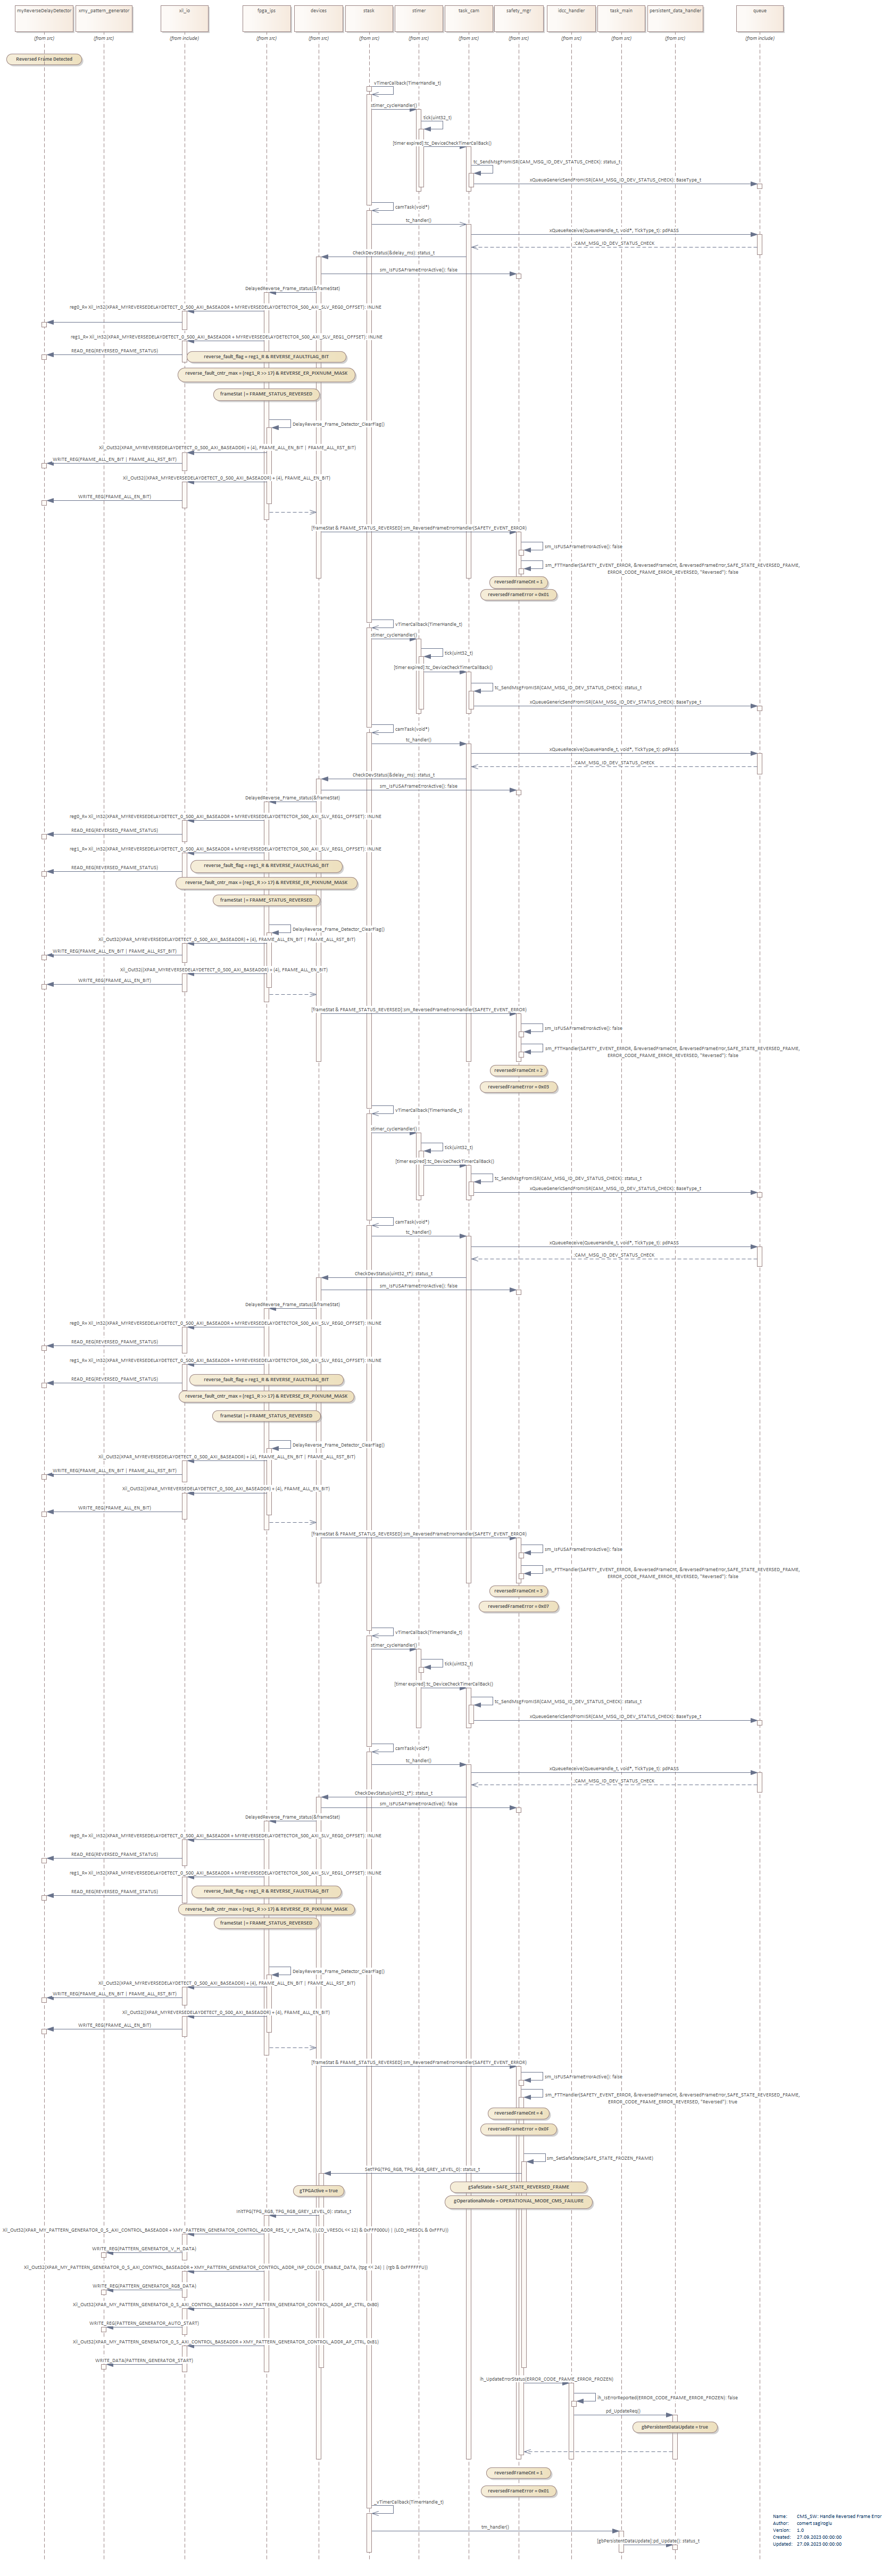 myReverseDelayDetector xmy_pattern_generator xil_io fpga_ips devices stask stimer task_cam safety_mgr idcc_handler task_main persistent_data_handler queue
(from src) (from src) (from include) (from src) (from src) (from src) (from src) (from src) (from src) (from src) (from src) (from src) (from include)
Reversed Frame Detected
vTimerCallback(TimerHandle_t)
stimer_cycleHandler()
tick(uint32_t)
[timer expired]:tc_DeviceCheckTimerCallBack()
tc_SendMsgFromISR(CAM_MSG_ID_DEV_STATUS_CHECK): status_t
xQueueGenericSendFromISR(CAM_MSG_ID_DEV_STATUS_CHECK): BaseType_t
camTask(void*)
tc_handler()
xQueueReceive(QueueHandle_t, void*, TickType_t): pdPASS
CAM_MSG_ID_DEV_STATUS_CHECK
CheckDevStatus(&delay_ms): status_t
sm_IsFUSAFrameErrorActive(): false
DelayedReverse_Frame_status(&frameStat)
reg0_R= Xil_In32(XPAR_MYREVERSEDELAYDETECT_0_S00_AXI_BASEADDR + MYREVERSEDELAYDETECTOR_S00_AXI_SLV_REG0_OFFSET): INLINE
reg1_R= Xil_In32(XPAR_MYREVERSEDELAYDETECT_0_S00_AXI_BASEADDR + MYREVERSEDELAYDETECTOR_S00_AXI_SLV_REG1_OFFSET): INLINE
READ_REG(REVERSED_FRAME_STATUS)
reverse_fault_flag = reg1_R & REVERSE_FAULTFLAG_BIT
reverse_fault_cntr_max = (reg1_R >> 17) & REVERSE_ER_PIXNUM_MASK
frameStat |= FRAME_STATUS_REVERSED
DelayReverse_Frame_Detector_ClearFlag()
Xil_Out32(XPAR_MYREVERSEDELAYDETECT_0_S00_AXI_BASEADDR) + (4), FRAME_ALL_EN_BIT | FRAME_ALL_RST_BIT)
WRITE_REG(FRAME_ALL_EN_BIT | FRAME_ALL_RST_BIT)
Xil_Out32((XPAR_MYREVERSEDELAYDETECT_0_S00_AXI_BASEADDR) + (4), FRAME_ALL_EN_BIT)
WRITE_REG(FRAME_ALL_EN_BIT)
[frameStat & FRAME_STATUS_REVERSED]:sm_ReversedFrameErrorHandler(SAFETY_EVENT_ERROR)
sm_IsFUSAFrameErrorActive(): false
sm_FTTHandler(SAFETY_EVENT_ERROR, &reversedFrameCnt, &reversedFrameError,SAFE_STATE_REVERSED_FRAME,
ERROR_CODE_FRAME_ERROR_REVERSED, "Reversed"): false
reversedFrameCnt = 1
reversedFrameError = 0x01
vTimerCallback(TimerHandle_t)
stimer_cycleHandler()
tick(uint32_t)
[timer expired]:tc_DeviceCheckTimerCallBack()
tc_SendMsgFromISR(CAM_MSG_ID_DEV_STATUS_CHECK): status_t
xQueueGenericSendFromISR(CAM_MSG_ID_DEV_STATUS_CHECK): BaseType_t
camTask(void*)
tc_handler()
xQueueReceive(QueueHandle_t, void*, TickType_t): pdPASS
CAM_MSG_ID_DEV_STATUS_CHECK
CheckDevStatus(&delay_ms): status_t
sm_IsFUSAFrameErrorActive(): false
DelayedReverse_Frame_status(&frameStat)
reg0_R= Xil_In32(XPAR_MYREVERSEDELAYDETECT_0_S00_AXI_BASEADDR + MYREVERSEDELAYDETECTOR_S00_AXI_SLV_REG1_OFFSET): INLINE
READ_REG(REVERSED_FRAME_STATUS)
reg1_R= Xil_In32(XPAR_MYREVERSEDELAYDETECT_0_S00_AXI_BASEADDR + MYREVERSEDELAYDETECTOR_S00_AXI_SLV_REG1_OFFSET): INLINE
READ_REG(REVERSED_FRAME_STATUS)
reverse_fault_flag = reg1_R & REVERSE_FAULTFLAG_BIT
reverse_fault_cntr_max = (reg1_R >> 17) & REVERSE_ER_PIXNUM_MASK
frameStat |= FRAME_STATUS_REVERSED
DelayReverse_Frame_Detector_ClearFlag()
Xil_Out32(XPAR_MYREVERSEDELAYDETECT_0_S00_AXI_BASEADDR) + (4), FRAME_ALL_EN_BIT | FRAME_ALL_RST_BIT)
WRITE_REG(FRAME_ALL_EN_BIT | FRAME_ALL_RST_BIT)
Xil_Out32((XPAR_MYREVERSEDELAYDETECT_0_S00_AXI_BASEADDR) + (4), FRAME_ALL_EN_BIT)
WRITE_REG(FRAME_ALL_EN_BIT)
[frameStat & FRAME_STATUS_REVERSED]:sm_ReversedFrameErrorHandler(SAFETY_EVENT_ERROR)
sm_IsFUSAFrameErrorActive(): false
sm_FTTHandler(SAFETY_EVENT_ERROR, &reversedFrameCnt, &reversedFrameError,SAFE_STATE_REVERSED_FRAME,
ERROR_CODE_FRAME_ERROR_REVERSED, "Reversed"): false
reversedFrameCnt = 2
reversedFrameError = 0x03
vTimerCallback(TimerHandle_t)
stimer_cycleHandler()
tick(uint32_t)
[timer expired]:tc_DeviceCheckTimerCallBack()
tc_SendMsgFromISR(CAM_MSG_ID_DEV_STATUS_CHECK): status_t
xQueueGenericSendFromISR(CAM_MSG_ID_DEV_STATUS_CHECK): BaseType_t
camTask(void*)
tc_handler()
xQueueReceive(QueueHandle_t, void*, TickType_t): pdPASS
CAM_MSG_ID_DEV_STATUS_CHECK
CheckDevStatus(uint32_t*): status_t
sm_IsFUSAFrameErrorActive(): false
DelayedReverse_Frame_status(&frameStat)
reg0_R= Xil_In32(XPAR_MYREVERSEDELAYDETECT_0_S00_AXI_BASEADDR + MYREVERSEDELAYDETECTOR_S00_AXI_SLV_REG0_OFFSET): INLINE
READ_REG(REVERSED_FRAME_STATUS)
reg1_R= Xil_In32(XPAR_MYREVERSEDELAYDETECT_0_S00_AXI_BASEADDR + MYREVERSEDELAYDETECTOR_S00_AXI_SLV_REG1_OFFSET): INLINE
READ_REG(REVERSED_FRAME_STATUS)
reverse_fault_flag = reg1_R & REVERSE_FAULTFLAG_BIT
reverse_fault_cntr_max = (reg1_R >> 17) & REVERSE_ER_PIXNUM_MASK
frameStat |= FRAME_STATUS_REVERSED
DelayReverse_Frame_Detector_ClearFlag()
Xil_Out32(XPAR_MYREVERSEDELAYDETECT_0_S00_AXI_BASEADDR) + (4), FRAME_ALL_EN_BIT | FRAME_ALL_RST_BIT)
WRITE_REG(FRAME_ALL_EN_BIT | FRAME_ALL_RST_BIT)
Xil_Out32((XPAR_MYREVERSEDELAYDETECT_0_S00_AXI_BASEADDR) + (4), FRAME_ALL_EN_BIT)
WRITE_REG(FRAME_ALL_EN_BIT)
[frameStat & FRAME_STATUS_REVERSED]:sm_ReversedFrameErrorHandler(SAFETY_EVENT_ERROR)
sm_IsFUSAFrameErrorActive(): false
sm_FTTHandler(SAFETY_EVENT_ERROR, &reversedFrameCnt, &reversedFrameError,SAFE_STATE_REVERSED_FRAME,
ERROR_CODE_FRAME_ERROR_REVERSED, "Reversed"): false
reversedFrameCnt = 3
reversedFrameError = 0x07
vTimerCallback(TimerHandle_t)
stimer_cycleHandler()
tick(uint32_t)
[timer expired]:tc_DeviceCheckTimerCallBack()
tc_SendMsgFromISR(CAM_MSG_ID_DEV_STATUS_CHECK): status_t
xQueueGenericSendFromISR(CAM_MSG_ID_DEV_STATUS_CHECK): BaseType_t
camTask(void*)
tc_handler()
xQueueReceive(QueueHandle_t, void*, TickType_t): pdPASS
CAM_MSG_ID_DEV_STATUS_CHECK
CheckDevStatus(uint32_t*): status_t
sm_IsFUSAFrameErrorActive(): false
DelayedReverse_Frame_status(&frameStat)
reg0_R= Xil_In32(XPAR_MYREVERSEDELAYDETECT_0_S00_AXI_BASEADDR + MYREVERSEDELAYDETECTOR_S00_AXI_SLV_REG0_OFFSET): INLINE
READ_REG(REVERSED_FRAME_STATUS)
reg1_R= Xil_In32(XPAR_MYREVERSEDELAYDETECT_0_S00_AXI_BASEADDR + MYREVERSEDELAYDETECTOR_S00_AXI_SLV_REG1_OFFSET): INLINE
READ_REG(REVERSED_FRAME_STATUS)
reverse_fault_flag = reg1_R & REVERSE_FAULTFLAG_BIT
reverse_fault_cntr_max = (reg1_R >> 17) & REVERSE_ER_PIXNUM_MASK
frameStat |= FRAME_STATUS_REVERSED
DelayReverse_Frame_Detector_ClearFlag()
Xil_Out32(XPAR_MYREVERSEDELAYDETECT_0_S00_AXI_BASEADDR) + (4), FRAME_ALL_EN_BIT | FRAME_ALL_RST_BIT)
WRITE_REG(FRAME_ALL_EN_BIT | FRAME_ALL_RST_BIT)
Xil_Out32((XPAR_MYREVERSEDELAYDETECT_0_S00_AXI_BASEADDR) + (4), FRAME_ALL_EN_BIT)
WRITE_REG(FRAME_ALL_EN_BIT)
[frameStat & FRAME_STATUS_REVERSED]:sm_ReversedFrameErrorHandler(SAFETY_EVENT_ERROR)
sm_IsFUSAFrameErrorActive(): false
sm_FTTHandler(SAFETY_EVENT_ERROR, &reversedFrameCnt, &reversedFrameError,SAFE_STATE_REVERSED_FRAME,
ERROR_CODE_FRAME_ERROR_REVERSED, "Reversed"): true
reversedFrameCnt = 4
reversedFrameError = 0x0F
sm_SetSafeState(SAFE_STATE_FROZEN_FRAME)
SetTPG(TPG_RGB, TPG_RGB_GREY_LEVEL_0): status_t
gTPGActive = true
gSafeState = SAFE_STATE_REVERSED_FRAME
gOperationalMode = OPERATIONAL_MODE_CMS_FAILURE
InitTPG(TPG_RGB, TPG_RGB_GREY_LEVEL_0): status_t
Xil_Out32(XPAR_MY_PATTERN_GENERATOR_0_S_AXI_CONTROL_BASEADDR + XMY_PATTERN_GENERATOR_CONTROL_ADDR_RES_V_H_DATA, ((LCD_VRESOL << 12) & 0xFFF000U) | (LCD_HRESOL & 0xFFFU))
WRITE_REG(PATTERN_GENERATOR_V_H_DATA)
Xil_Out32(XPAR_MY_PATTERN_GENERATOR_0_S_AXI_CONTROL_BASEADDR + XMY_PATTERN_GENERATOR_CONTROL_ADDR_INP_COLOR_ENABLE_DATA, (tpg << 24) | (rgb & 0xFFFFFFU))
WRITE_REG(PATTERN_GENERATOR_RGB_DATA)
Xil_Out32(XPAR_MY_PATTERN_GENERATOR_0_S_AXI_CONTROL_BASEADDR + XMY_PATTERN_GENERATOR_CONTROL_ADDR_AP_CTRL, 0x80)
WRITE_REG(PATTERN_GENERATOR_AUTO_START)
Xil_Out32(XPAR_MY_PATTERN_GENERATOR_0_S_AXI_CONTROL_BASEADDR + XMY_PATTERN_GENERATOR_CONTROL_ADDR_AP_CTRL, 0x81)
WRITE_DATA(PATTERN_GENERATOR_START)
ih_UpdateErrorStatus(ERROR_CODE_FRAME_ERROR_FROZEN)
ih_IsErrorReported(ERROR_CODE_FRAME_ERROR_FROZEN): false
pd_UpdateReq()
gbPersistentDataUpdate = true
reversedFrameCnt = 1
reversedFrameError = 0x01
vTimerCallback(TimerHandle_t)
tm_handler()
[gbPersistentDataUpdate]:pd_Update(): status_t
Name: CMS_SW: Handle Reversed Frame Error
Author:
Version: 1.0
Created: 27.09.2023 00:00:00
Updated: 27.09.2023 00:00:00